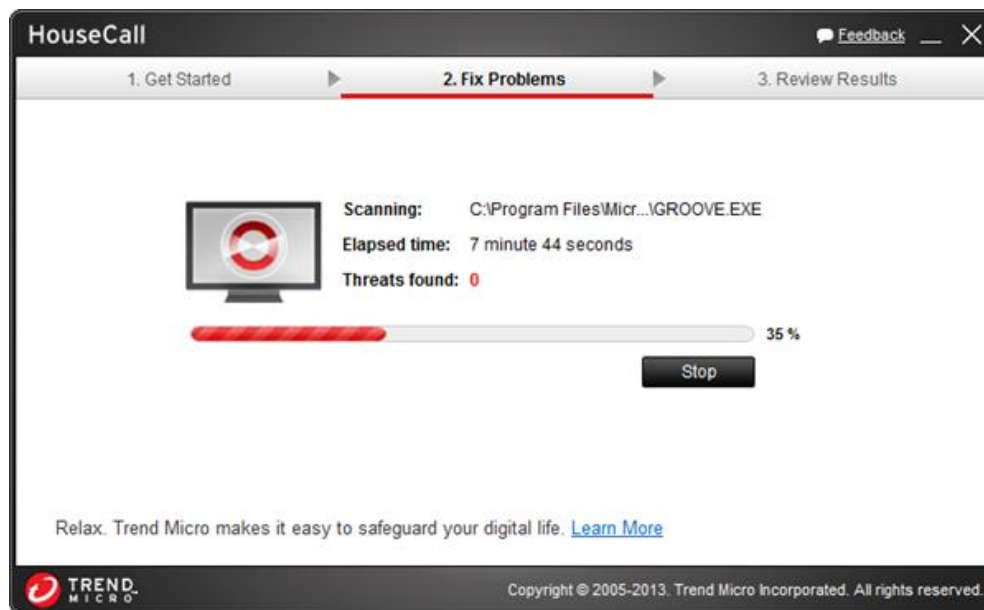 HouseCall
Feedback
1. Get Started
2. Fix Problems
3. Review Results
Scanning: C:\Program Files\Micr...\GROOVE.EXE
Elapsed time: 7 minute 44 seconds
Threats found: 0
35 %
Stop
Relax. Trend Micro makes it easy to safeguard your digital life. Learn More
TREND
MICRO
Copyright © 2005-2013. Trend Micro Incorporated. All rights reserved.